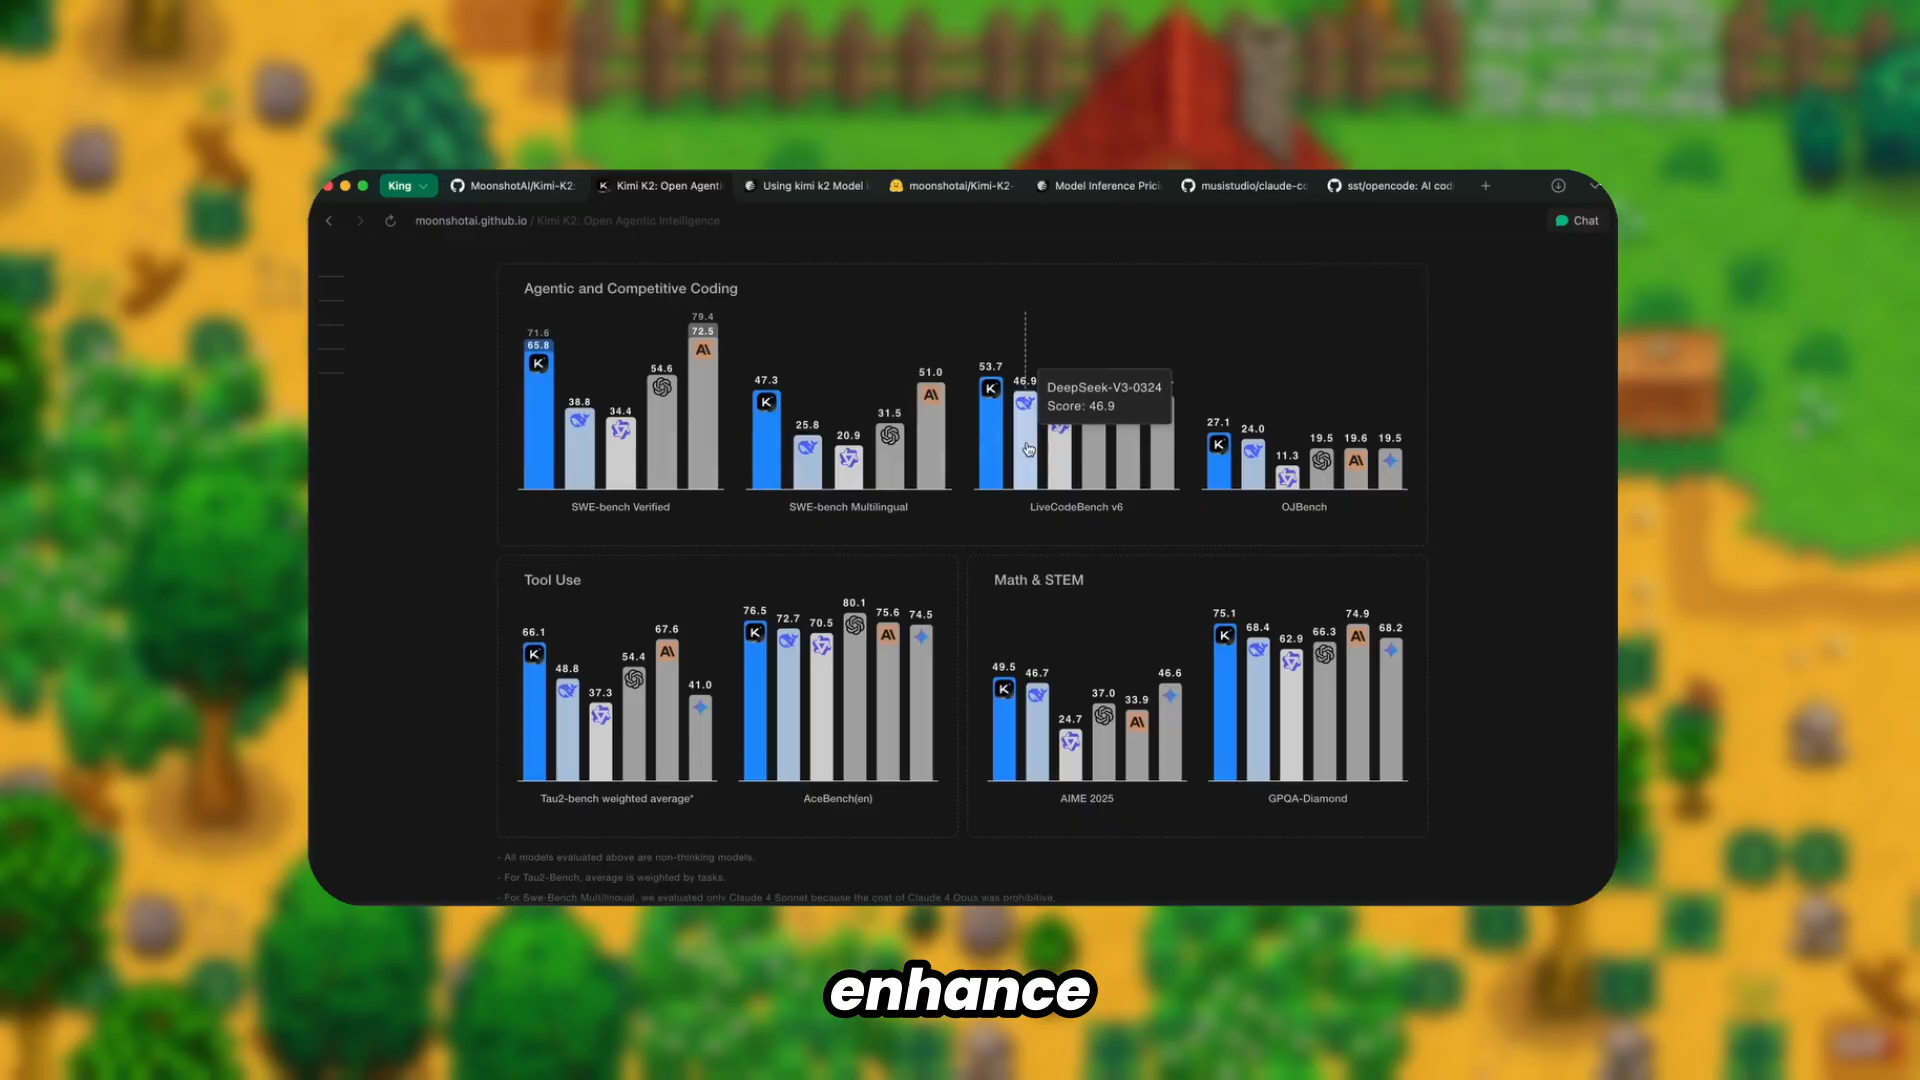 King
MoonshotAI/Kimi-K2:
Kimi K2: Open Agenti
Using kimi k2 Model
moonshotai/Kimi-K2-
Model Inference Prici
musistudio/claude-cc
sst/opencode: AI cod
moonshotai.github.io / Kimi K2: Open Agentic Intelligence
Chat
Agentic and Competitive Coding
71.6
65.8
38.8
34.4
54.6
79.4
72.5
SWE-bench Verified
47.3
25.8
20.9
31.5
51.0
SWE-bench Multilingual
53.7
46.9
DeepSeek-V3-0324
Score: 46.9
LiveCodeBench v6
27.1
24.0
11.3
19.5
19.6
19.5
OJBench
Tool Use
66.1
48.8
37.3
54.4
67.6
41.0
Tau2-bench weighted average*
76.5
72.7
70.5
80.1
75.6
74.5
AceBench(en)
Math & STEM
49.5
46.7
24.7
37.0
33.9
46.6
AIME 2025
75.1
68.4
62.9
66.3
74.9
68.2
GPQA-Diamond
- All models evaluated above are non-thinking models.
- For Tau2-Bench, average is weighted by tasks.
- For Swe-Bench Multilingual, we evaluated only Claude 4 Sonnet because the cost of Claude 4 Opus was prohibitive.
enhance